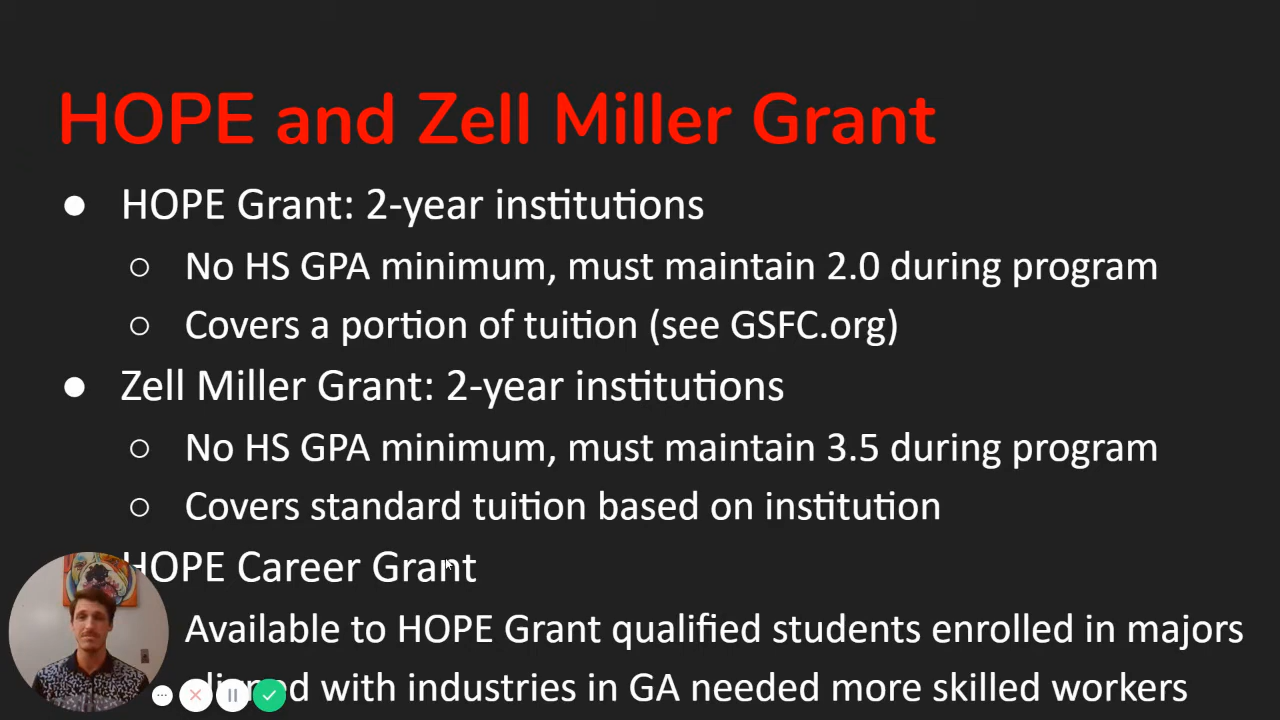 HOPE and Zell Miller Grant
● HOPE Grant: 2-year institutions
○ No HS GPA minimum, must maintain 2.0 during program
○ Covers a portion of tuition (see GSFC.org)
● Zell Miller Grant: 2-year institutions
○ No HS GPA minimum, must maintain 3.5 during program
○ Covers standard tuition based on institution
HOPE Career Grant
Available to HOPE Grant qualified students enrolled in majors
with industries in GA needed more skilled workers